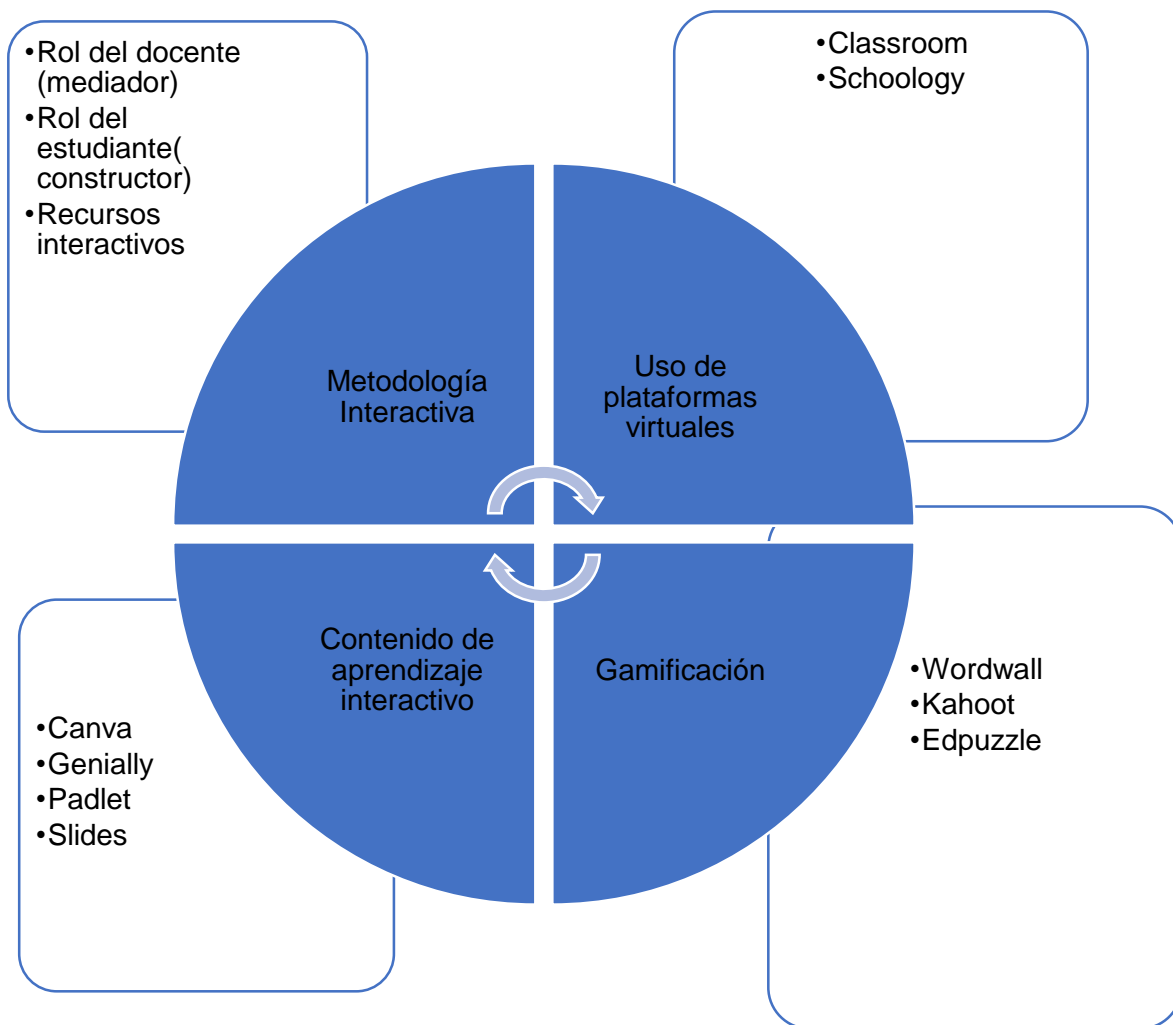 •Rol del docente
(mediador)
•Rol del
estudiante(
constructor)
•Recursos
interactivos
•Classroom
•Schoology
Metodología
Interactiva
Uso de
plataformas
virtuales
Contenido de
aprendizaje
interactivo
Gamificación
•Canva
•Genially
•Padlet
•Slides
•Wordwall
•Kahoot
•Edpuzzle